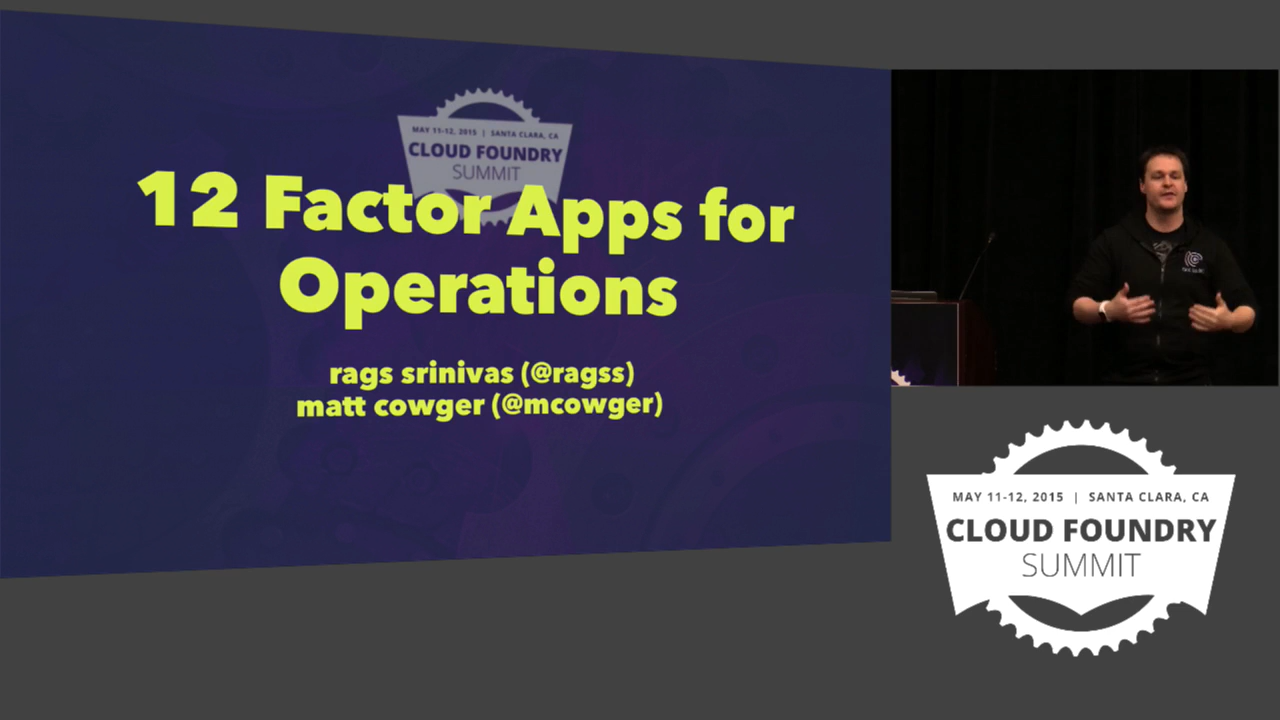 MAY 11-12, 2015 | SANTA CLARA, CA
CLOUD FOUNDRY
SUMMIT
12 Factor Apps for
Operations
rags srinivas (@ragss)
matt cowger (@mcowger)
MAY 11-12, 2015 | SANTA CLARA, CA
CLOUD FOUNDRY
SUMMIT